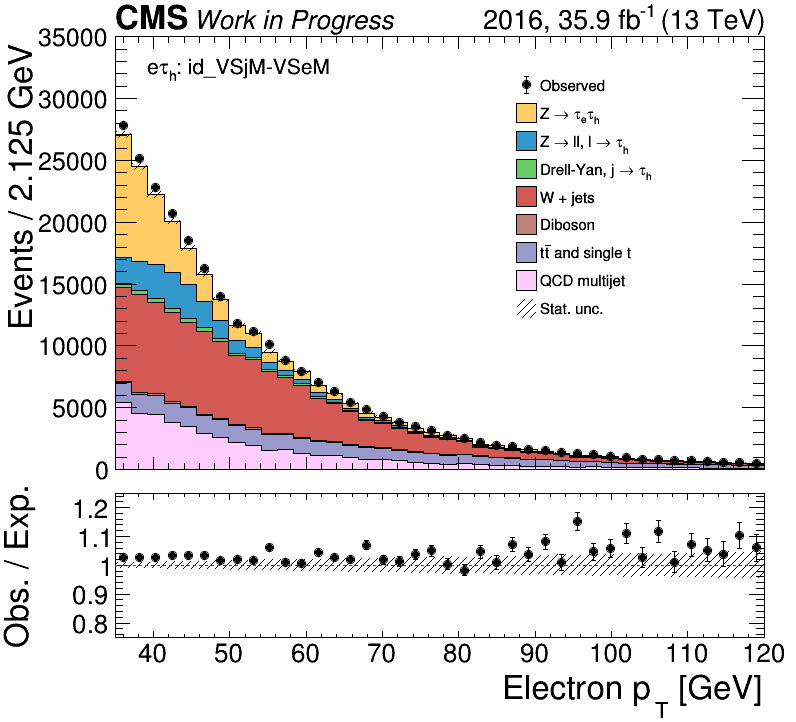 CMS Work in Progress 2016, 35.9 fb⁻¹ (13 TeV)
Events / 2.125 GeV
35000
30000
25000
20000
15000
10000
5000
0
eτₕ: id_VSjM-VSeM
Observed
Z → τₑτₕ
Z → ll, l → τₕ
Drell-Yan, j → τₕ
W + jets
Diboson
tt̄ and single t
QCD multijet
Stat. unc.
Obs. / Exp.
1.2
1.1
1
0.9
0.8
40 50 60 70 80 90 100 110 120
Electron p_T [GeV]